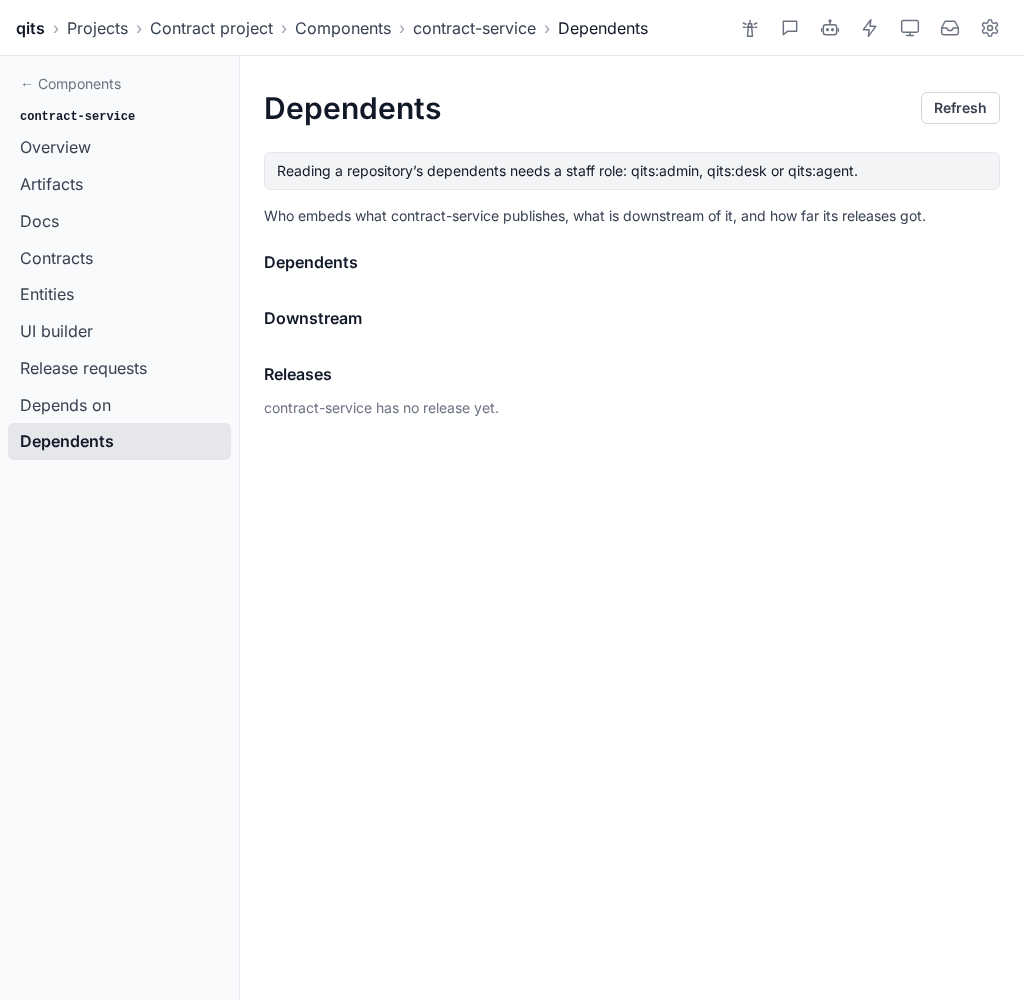 qits › Projects › Contract project › Components › contract-service › Dependents
← Components
contract-service
Overview
Artifacts
Docs
Contracts
Entities
UI builder
Release requests
Depends on
Dependents
Dependents
Refresh
Reading a repository’s dependents needs a staff role: qits:admin, qits:desk or qits:agent.
Who embeds what contract-service publishes, what is downstream of it, and how far its releases got.
Dependents
Downstream
Releases
contract-service has no release yet.